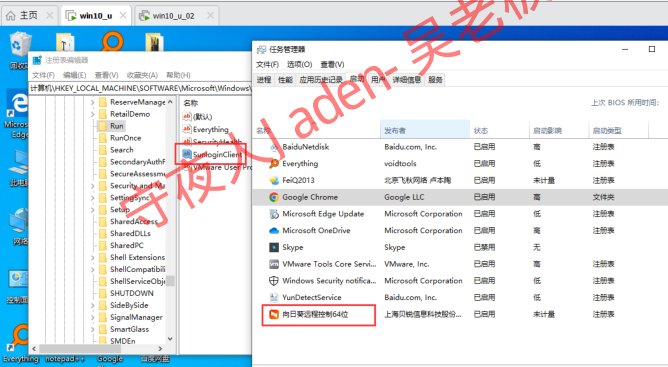 主页 × win10_u × win10_u_02 ×
注册表编辑器
文件(F) 编辑(E) 查看(V) 收藏夹(A) 帮助(H)
计算机\HKEY_LOCAL_MACHINE\SOFTWARE\Microsoft\Windows\
ReserveManage
RetailDemo
Run
RunOnce
Search
SecondaryAuthF
SecureAssessm
Security and Ma
SettingSync
Setup
SharedAccess
SharedDLLs
SharedPC
Shell Extensions
ShellCompatibili
ShellServiceObje
SHUTDOWN
SideBySide
SignalManager
SmartGlass
SMDEn
名称
(默认)
Everything
SecurityHealth
SunloginClient
VMware User Pro
任务管理器
文件(F) 选项(O) 查看(V)
进程 性能 应用历史记录 启动 用户 详细信息 服务
上次 BIOS 所用时间:
名称 发布者 状态 启动影响 启动类型
BaiduNetdisk Baidu.com, Inc. 已启用 高 注册表
Everything voidtools 已启用 低 注册表
FeiQ2013 北京飞秋网络 卢本陶 已启用 未计量 注册表
Google Chrome Google LLC 已启用 高 文件夹
Microsoft Edge Update Microsoft Corporation 已启用 低 注册表
Microsoft OneDrive Microsoft Corporation 已启用 高 注册表
Skype Skype 已禁用 无
VMware Tools Core Servi... VMware, Inc. 已启用 高 注册表
Windows Security notifica... Microsoft Corporation 已启用 低 注册表
YunDetectService Baidu.com, Inc. 已启用 低 注册表
向日葵远程控制64位 上海贝锐信息科技股份... 已启用 未计量 注册表
回收
Microsoft
Edge
此电脑
网络
控制面
Everything notepad++ Google 百度网盘
守夜人J aden-吴老板